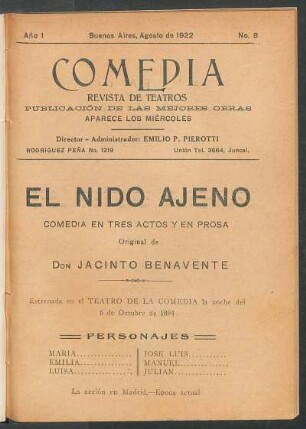 Año 1 Buenos Aires, Agosto de 1922 No. 8
COMEDIA
REVISTA DE TEATROS
PUBLICACIÓN DE LAS MEJORES OBRAS
APARECE LOS MIÉRCOLES
Director - Administrador: EMILIO P. PIEROTTI
RODRIGUEZ PEÑA No. 1219 Unión Tel. 3664, Juncal.
EL NIDO AJENO
COMEDIA EN TRES ACTOS Y EN PROSA
Original de
DON JACINTO BENAVENTE
Estrenada en el TEATRO DE LA COMEDIA la noche del
6 de Octubre de 1894
PERSONAJES
MARIA............. JOSE LUIS.............
EMILIA............. MANUEL.............
LUISA............. JULIAN.............
La acción en Madrid.—Epoca actual